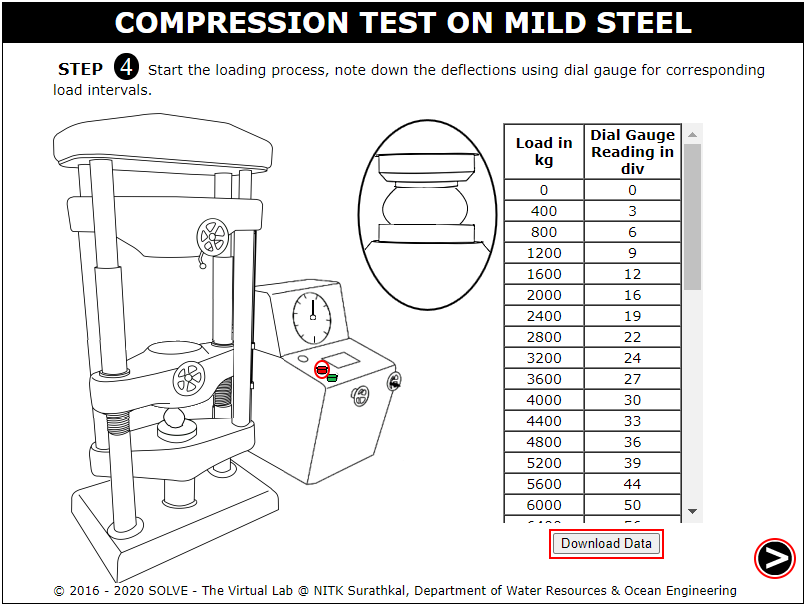 COMPRESSION TEST ON MILD STEEL
STEP 4 Start the loading process, note down the deflections using dial gauge for corresponding
load intervals.
Load in kg Dial Gauge Reading in div
0 0
400 3
800 6
1200 9
1600 12
2000 16
2400 19
2800 22
3200 24
3600 27
4000 30
4400 33
4800 36
5200 39
5600 44
6000 50
Download Data
© 2016 - 2020 SOLVE - The Virtual Lab @ NITK Surathkal, Department of Water Resources & Ocean Engineering